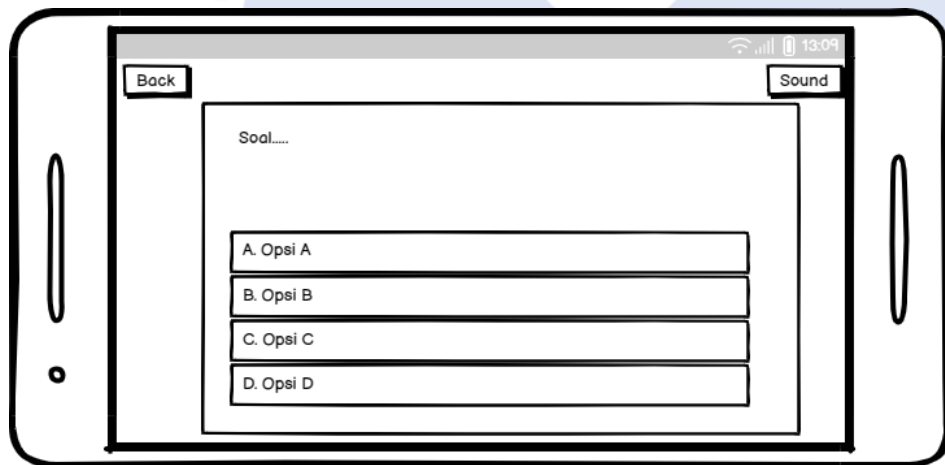 13:09
Back
Sound
Soal.....
A. Opsi A
B. Opsi B
C. Opsi C
D. Opsi D